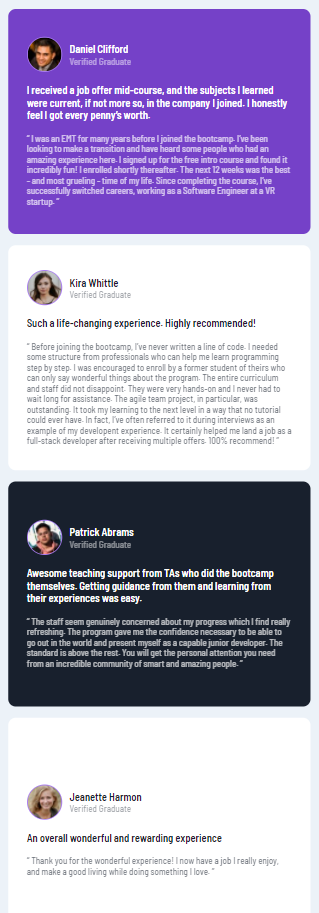 Daniel Clifford
Verified Graduate
I received a job offer mid-course, and the subjects I learned
were current, if not more so, in the company I joined. I honestly
feel I got every penny's worth.
" I was an EMT for many years before I joined the bootcamp. I've been
looking to make a transition and have heard some people who had an
amazing experience here. I signed up for the free intro course and found it
incredibly fun! I enrolled shortly thereafter. The next 12 weeks was the best
– and most grueling – time of my life. Since completing the course, I've
successfully switched careers, working as a Software Engineer at a VR
startup. "
Kira Whittle
Verified Graduate
Such a life-changing experience. Highly recommended!
" Before joining the bootcamp, I've never written a line of code. I needed
some structure from professionals who can help me learn programming
step by step. I was encouraged to enroll by a former student of theirs who
can only say wonderful things about the program. The entire curriculum
and staff did not disappoint. They were very hands-on and I never had to
wait long for assistance. The agile team project, in particular, was
outstanding. It took my learning to the next level in a way that no tutorial
could ever have. In fact, I've often referred to it during interviews as an
example of my developent experience. It certainly helped me land a job as a
full-stack developer after receiving multiple offers. 100% recommend! "
Patrick Abrams
Verified Graduate
Awesome teaching support from TAs who did the bootcamp
themselves. Getting guidance from them and learning from
their experiences was easy.
" The staff seem genuinely concerned about my progress which I find really
refreshing. The program gave me the confidence necessary to be able to
go out in the world and present myself as a capable junior developer. The
standard is above the rest. You will get the personal attention you need
from an incredible community of smart and amazing people. "
Jeanette Harmon
Verified Graduate
An overall wonderful and rewarding experience
" Thank you for the wonderful experience! I now have a job I really enjoy,
and make a good living while doing something I love. "